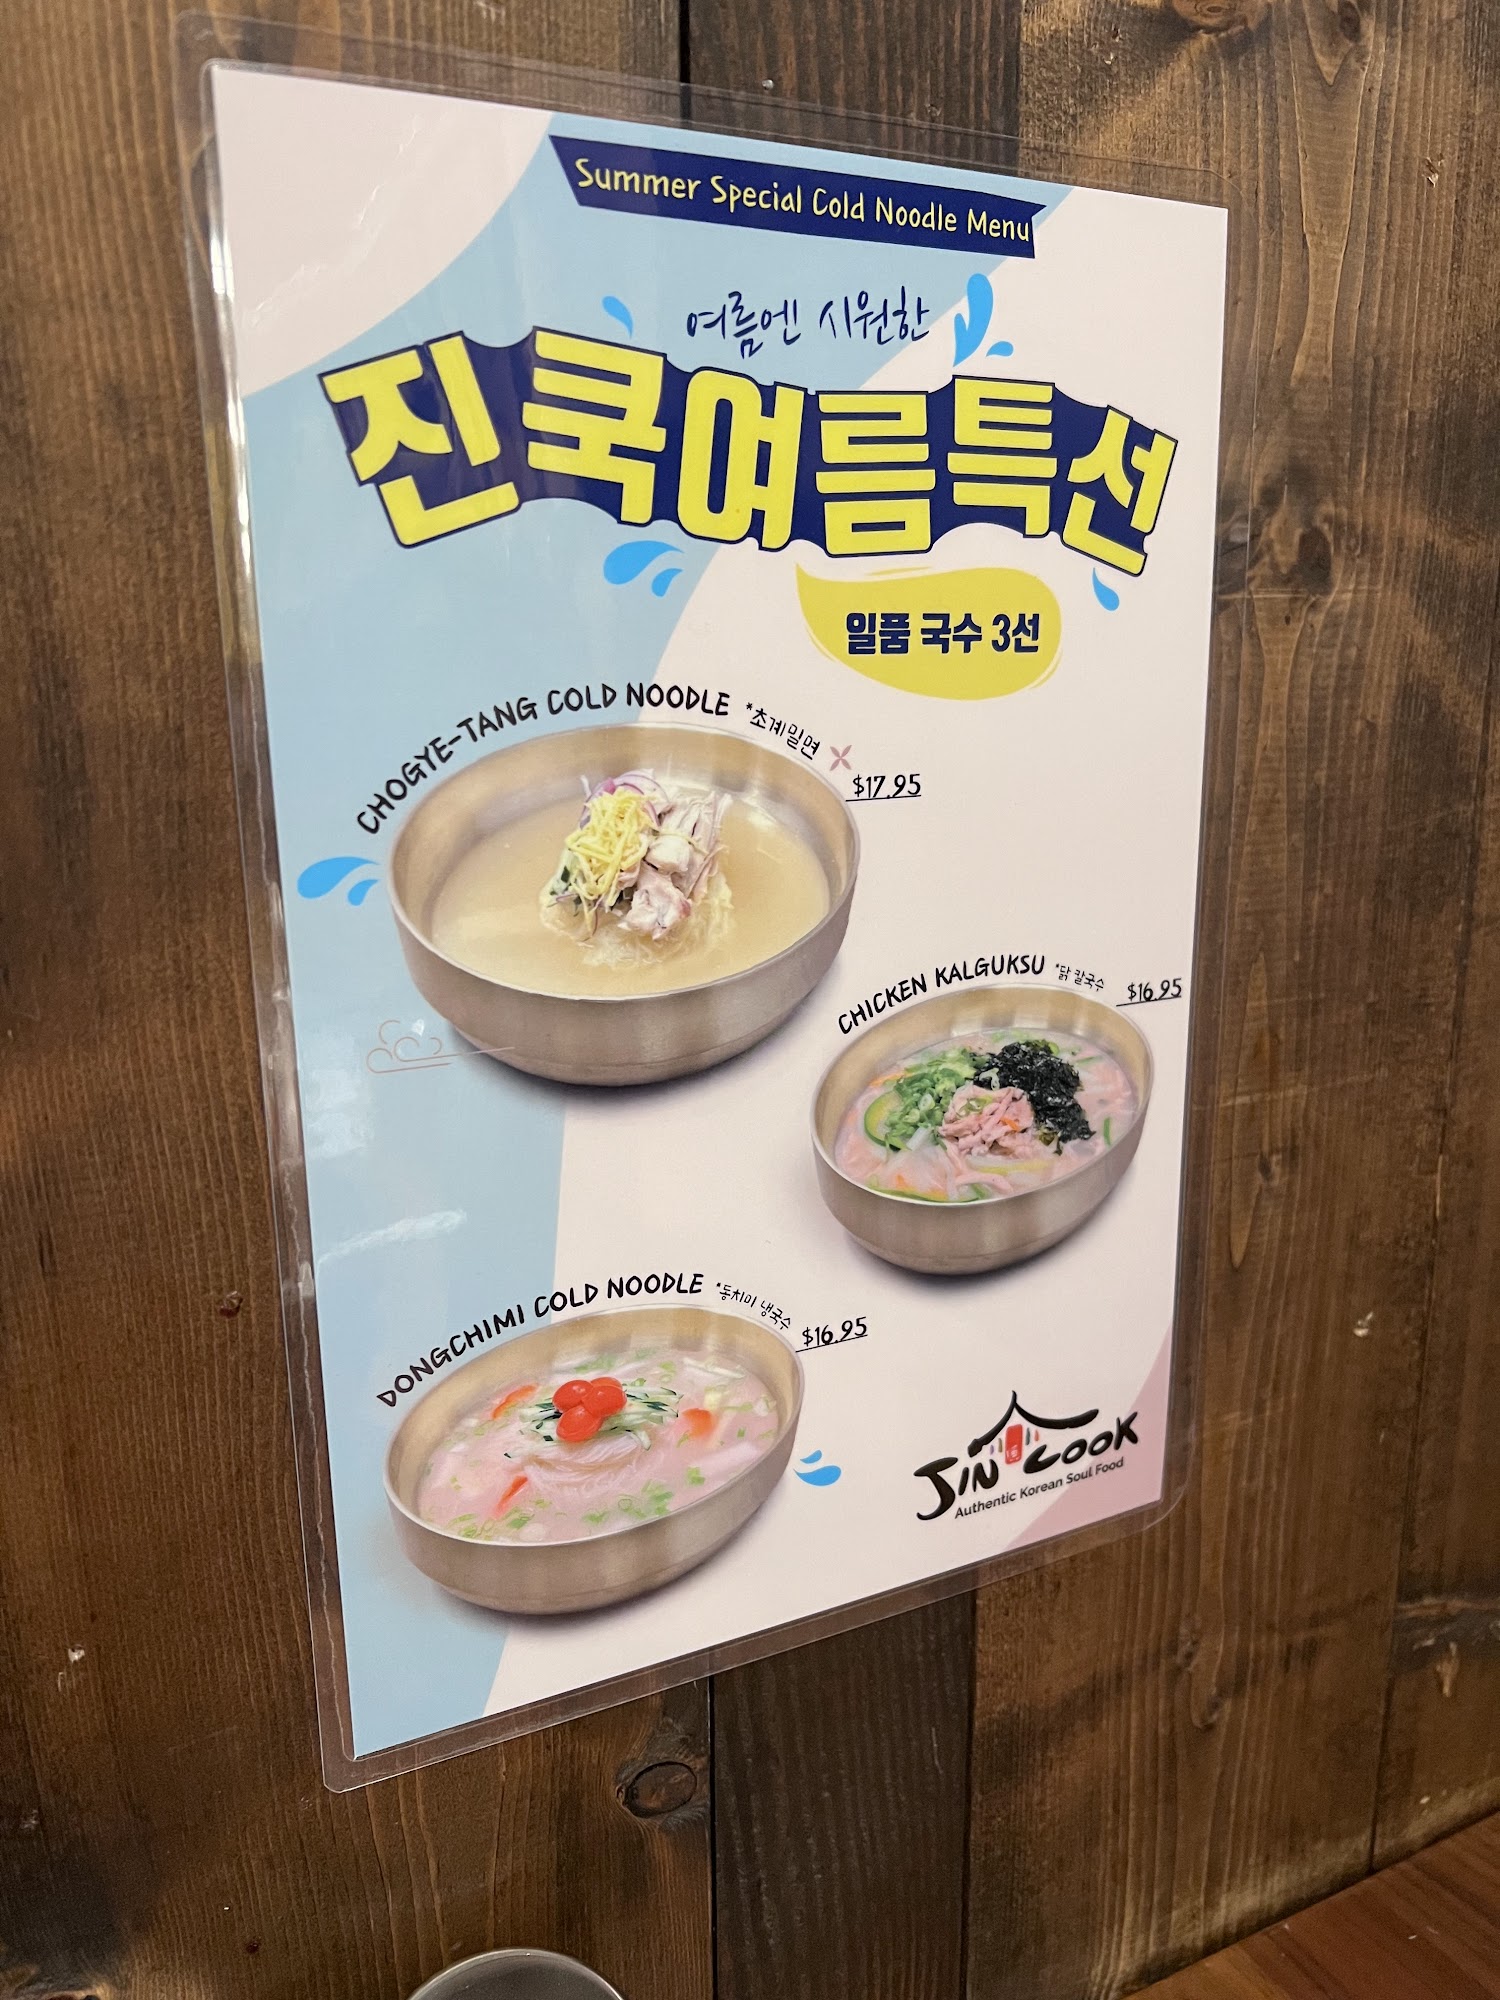 Summer Special Cold Noodle Menu
여름엔 시원한
진쿡여름특선
일품 국수 3선
CHOGYE-TANG COLD NOODLE *초계밀면
$17.95
CHICKEN KALGUKSU *닭 칼국수 $16.95
DONGCHIMI COLD NOODLE *동치미 냉국수
$16.95
JIN COOK
Authentic Korean Soul Food